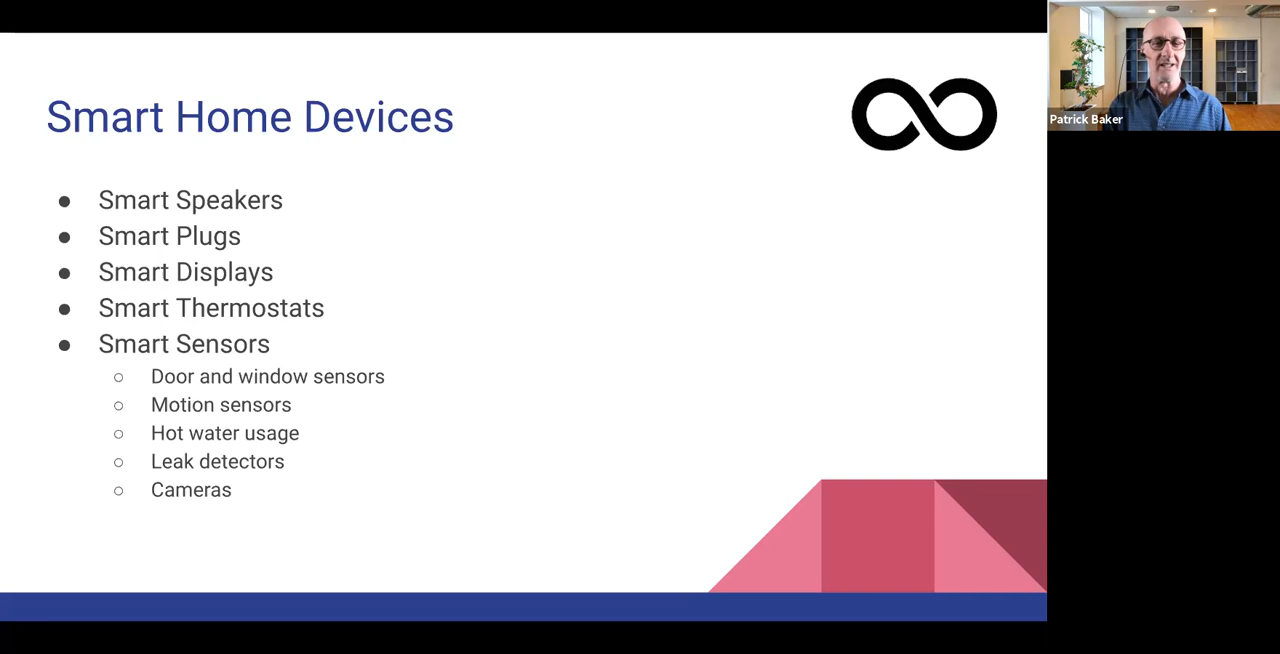 Smart Home Devices
● Smart Speakers
● Smart Plugs
● Smart Displays
● Smart Thermostats
● Smart Sensors
○ Door and window sensors
○ Motion sensors
○ Hot water usage
○ Leak detectors
○ Cameras
Patrick Baker